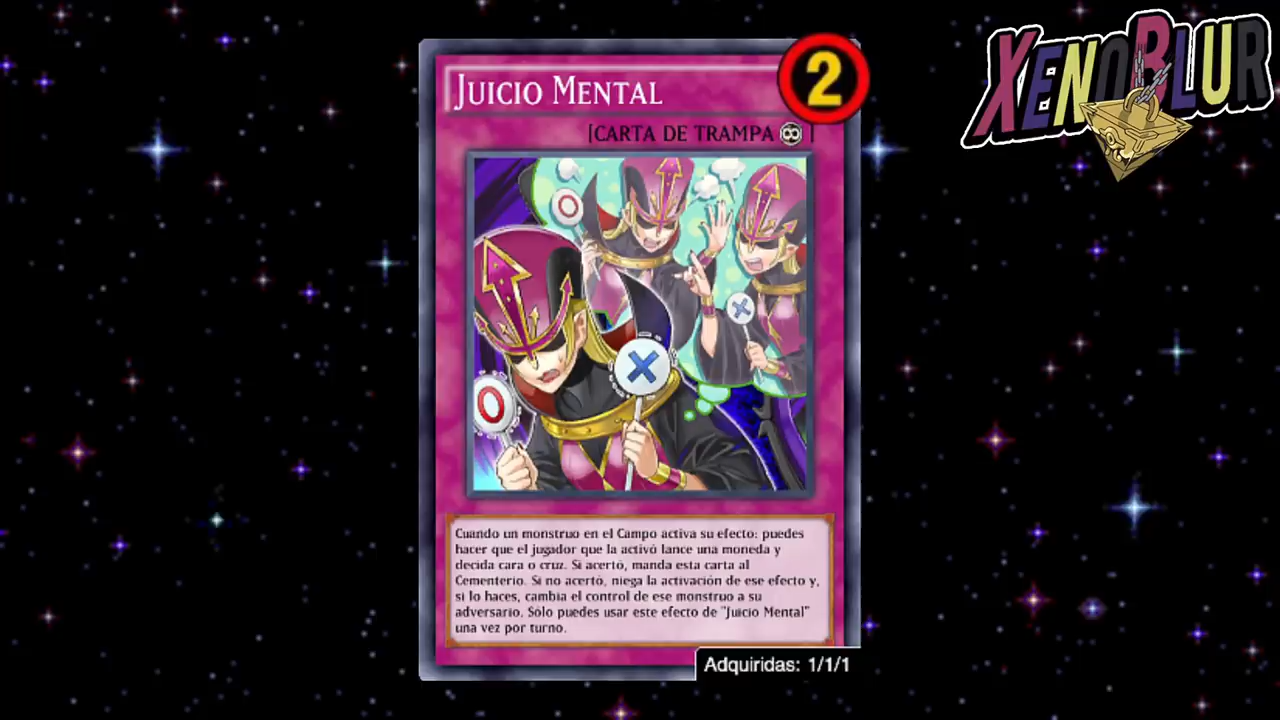 XENOBLUR
JUICIO MENTAL
2
[CARTA DE TRAMPA ]
Cuando un monstruo en el Campo activa su efecto: puedes
hacer que el jugador que la activó lance una moneda y
decida cara o cruz. Si acertó, manda esta carta al
Cementerio. Si no acertó, niega la activación de ese efecto y,
si lo haces, cambia el control de ese monstruo a su
adversario. Sólo puedes usar este efecto de "Juicio Mental"
una vez por turno.
Adquiridas: 1/1/1